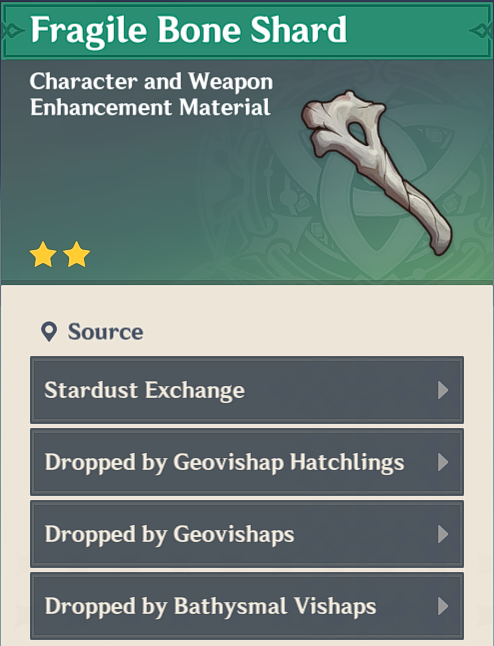 Fragile Bone Shard
Character and Weapon
Enhancement Material
Source
Stardust Exchange
Dropped by Geovishap Hatchlings
Dropped by Geovishaps
Dropped by Bathysmal Vishaps